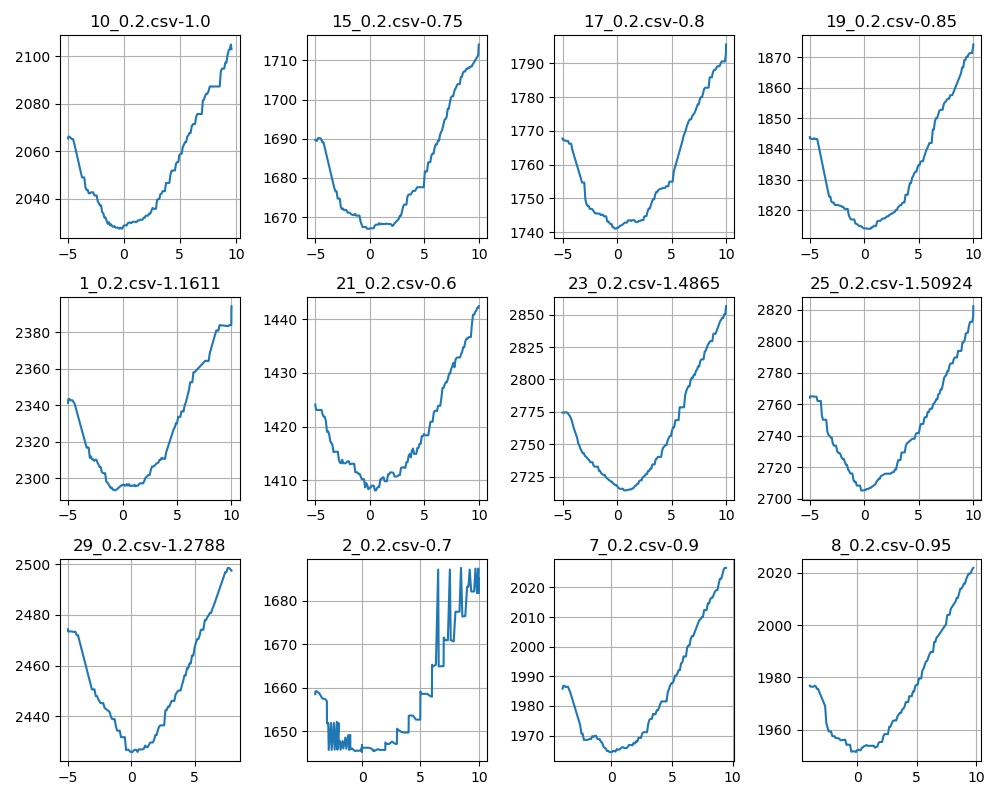 10_0.2.csv-1.0 15_0.2.csv-0.75 17_0.2.csv-0.8 19_0.2.csv-0.85
2100 1710 1790 1870
2080 1700 1780 1860
2060 1690 1770 1850
2040 1680 1760 1840
1670 1750 1830
1740 1820
−5 0 5 10 −5 0 5 10 −5 0 5 10 −5 0 5 10
1_0.2.csv-1.1611 21_0.2.csv-0.6 23_0.2.csv-1.4865 25_0.2.csv-1.50924
2380 1440 2850 2820
2360 1430 2825 2800
2340 1420 2800 2780
2320 1410 2775 2760
2300 2750 2740
2725 2720
2700
−5 0 5 10 −5 0 5 10 −5 0 5 10 −5 0 5 10
29_0.2.csv-1.2788 2_0.2.csv-0.7 7_0.2.csv-0.9 8_0.2.csv-0.95
2500 1680 2020 2020
2480 1670 2010 2000
2460 1660 2000 1980
2440 1650 1990 1960
1980
1970
−5 0 5 0 5 10 0 5 10 0 5 10